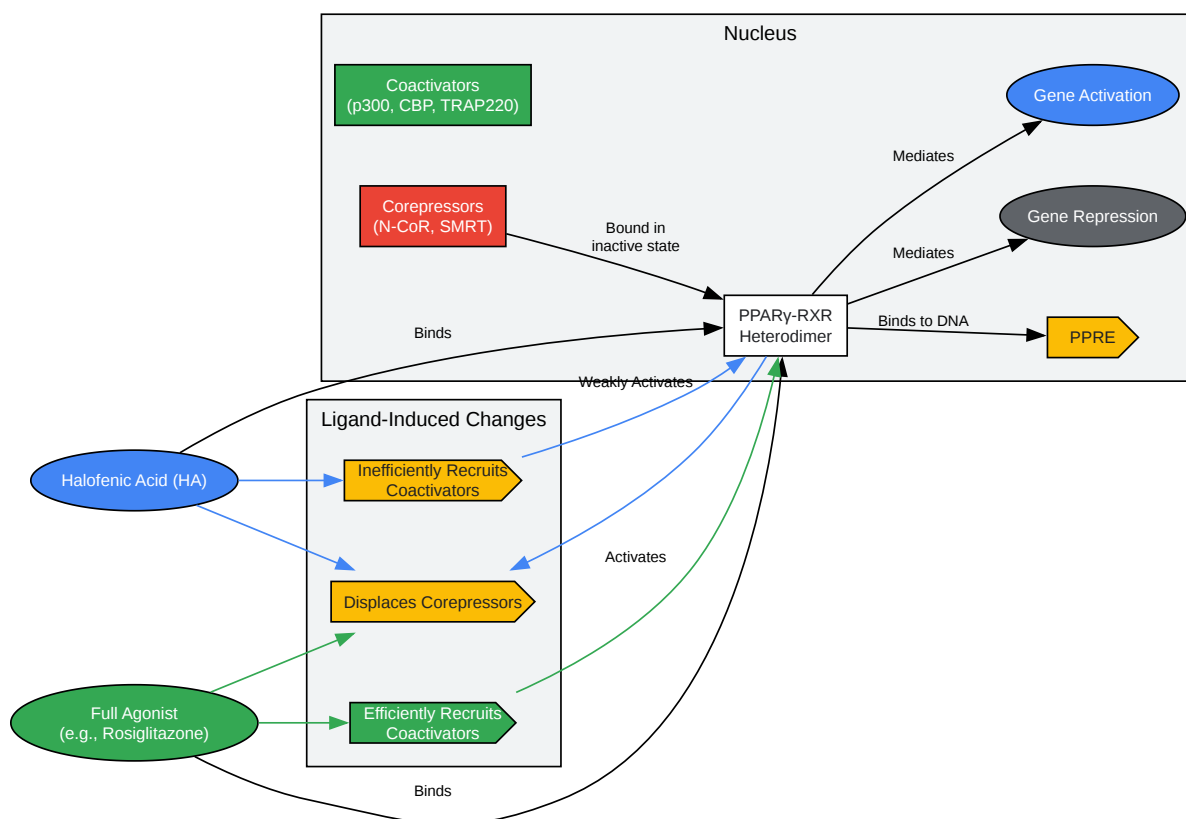 Nucleus
Coactivators
(p300, CBP, TRAP220)
Gene Activation
Mediates
Corepressors
(N-CoR, SMRT)
Gene Repression
Bound in
inactive state
Mediates
PPARγ-RXR
Heterodimer
Binds to DNA
PPRE
Binds
Weakly Activates
Ligand-Induced Changes
Halofenic Acid (HA)
Inefficiently Recruits
Coactivators
Activates
Displaces Corepressors
Full Agonist
(e.g., Rosiglitazone)
Efficiently Recruits
Coactivators
Binds